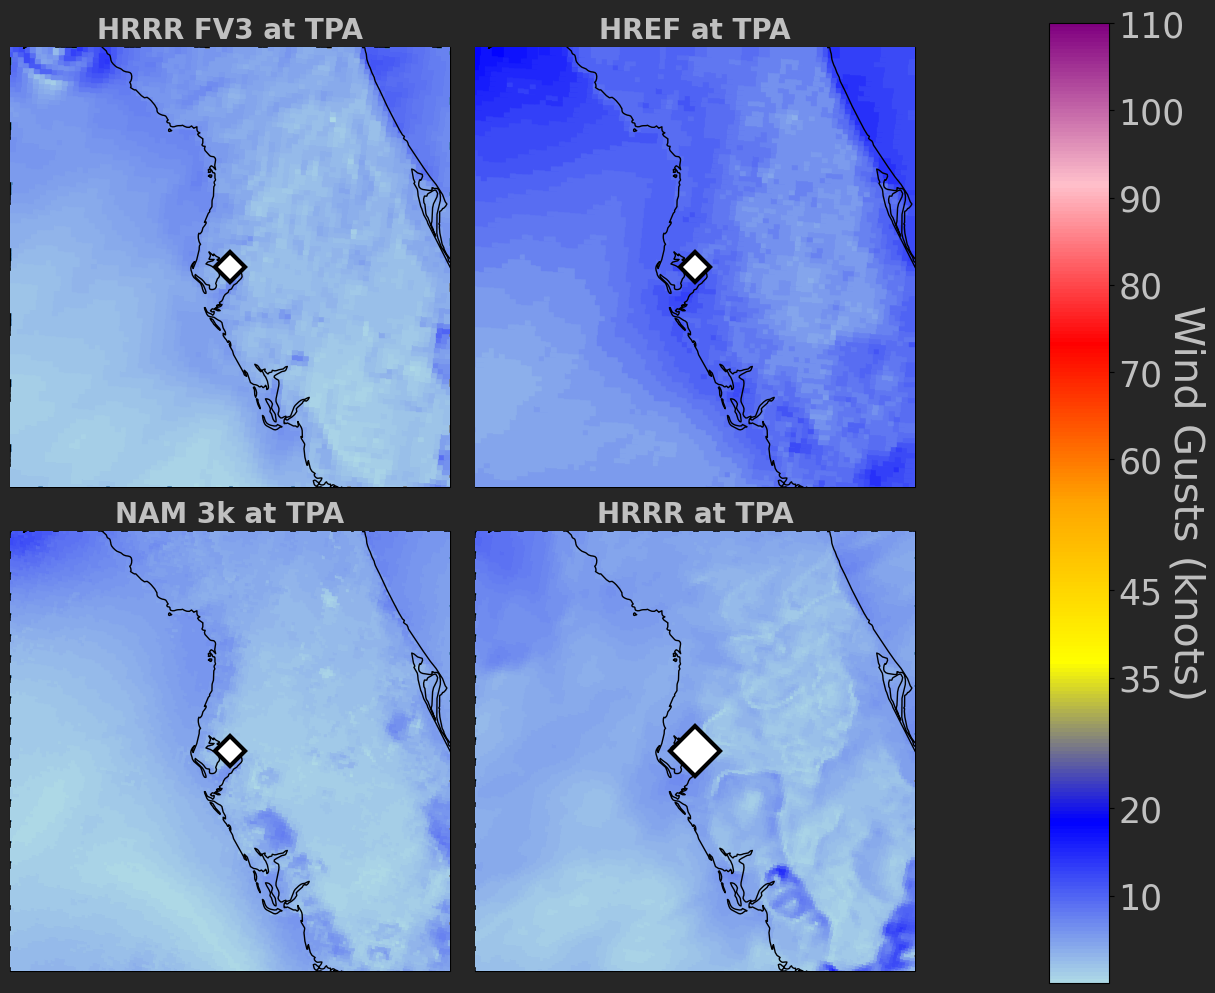 HRRR FV3 at TPA
HREF at TPA
NAM 3k at TPA
HRRR at TPA
110
100
90
80
70
60
45
35
20
10
Wind Gusts (knots)